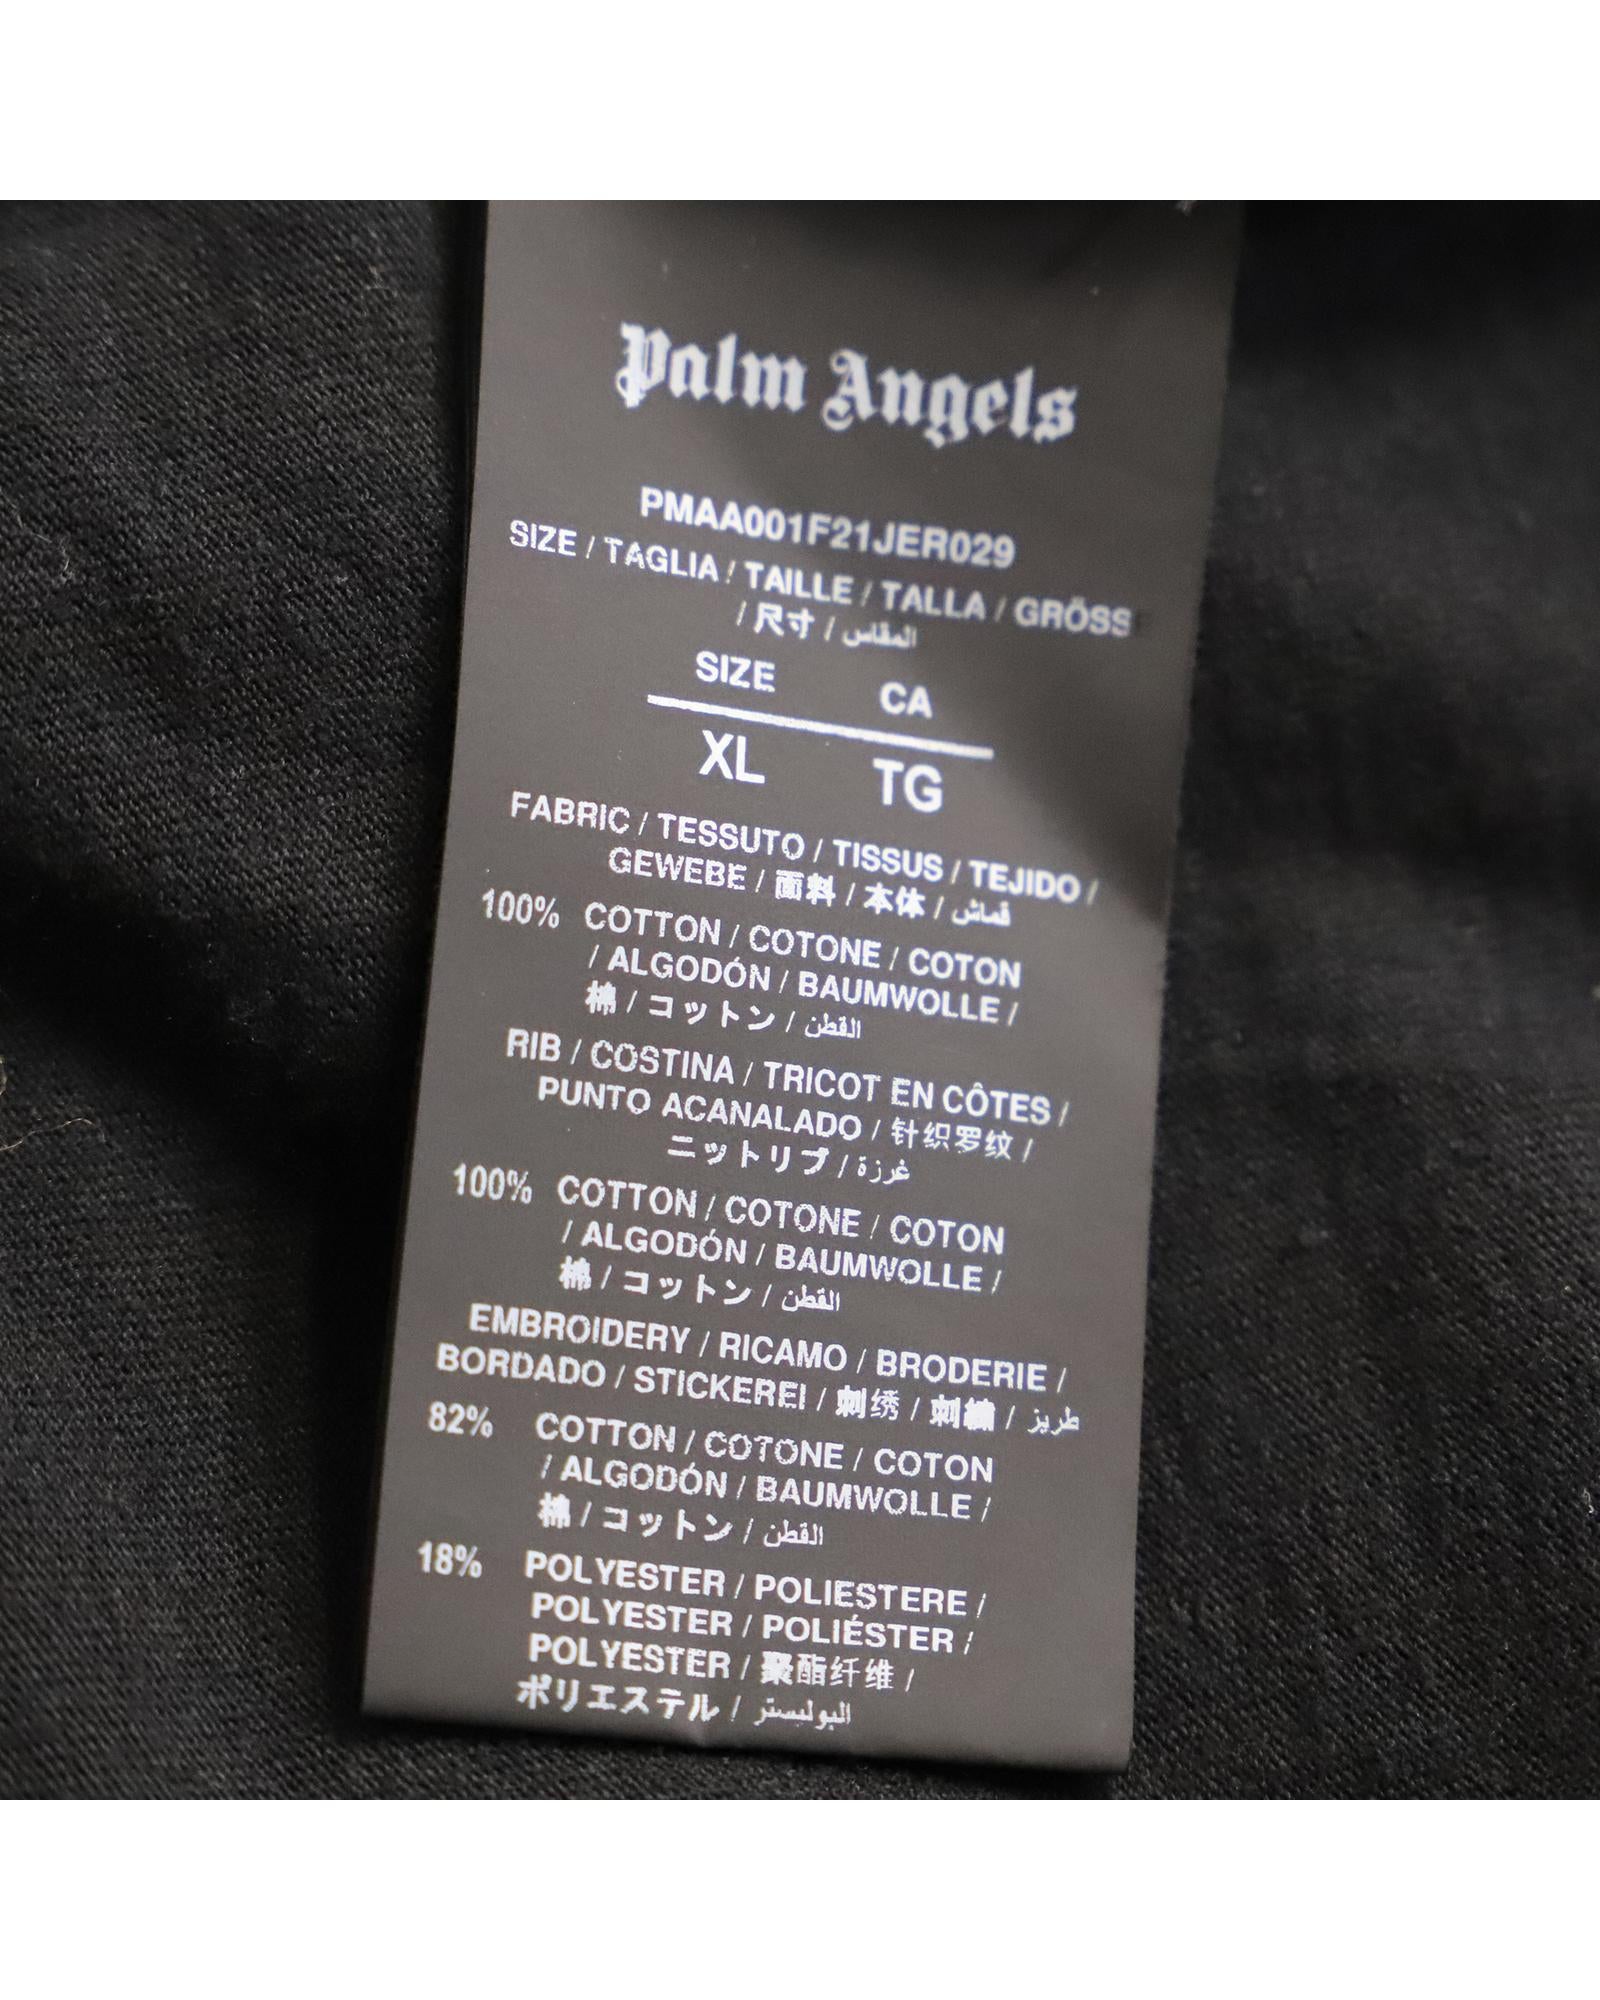 Palm Angels
PMAA001F21JER029
SIZE / TAGLIA / TAILLE / TALLA / GRÖSS
/ 尺寸 / المقاس
SIZE CA
XL TG
FABRIC / TESSUTO / TISSUS / TEJIDO /
GEWEBE / 面料 / 本体 / قماش
100% COTTON / COTONE / COTON
/ ALGODÓN / BAUMWOLLE /
棉 / コットン / القطن
RIB / COSTINA / TRICOT EN CÔTES /
PUNTO ACANALADO / 针织罗纹 /
ニットリブ / غرزة
100% COTTON / COTONE / COTON
/ ALGODÓN / BAUMWOLLE /
棉 / コットン / القطن
EMBROIDERY / RICAMO / BRODERIE /
BORDADO / STICKEREI / 刺绣 / 刺繍 / طريز
82% COTTON / COTONE / COTON
/ ALGODÓN / BAUMWOLLE /
棉 / コットン / القطن
18% POLYESTER / POLIESTERE /
POLYESTER / POLIÉSTER /
POLYESTER / 聚酯纤维 /
ポリエステル / البوليستر